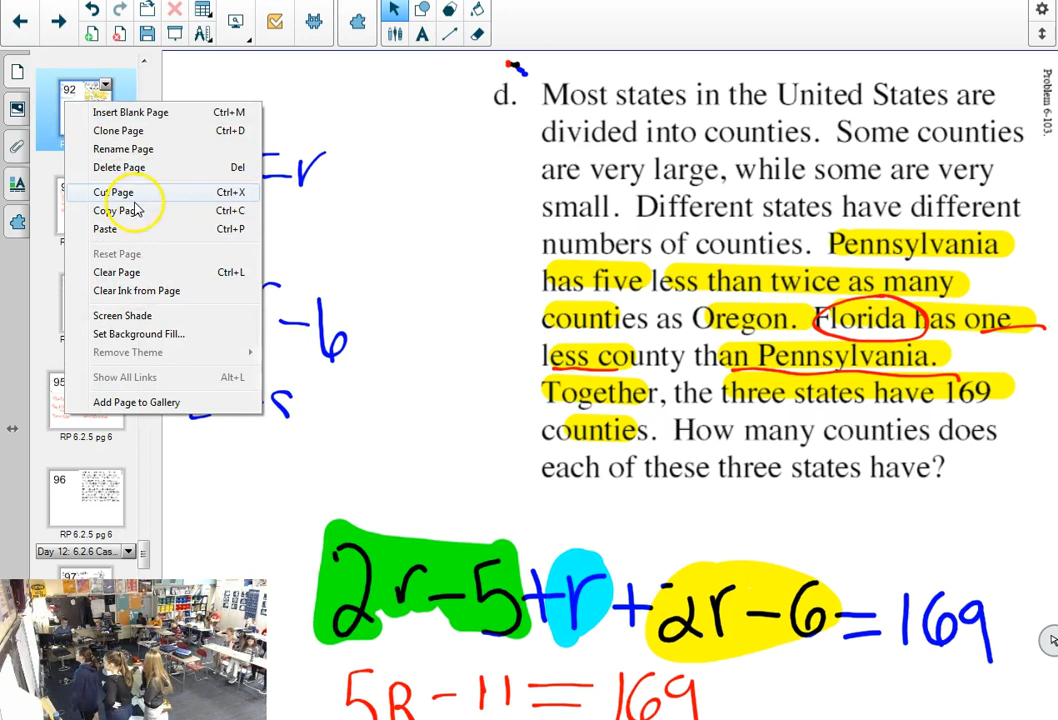 92
Insert Blank Page Ctrl+M
Clone Page Ctrl+D
Rename Page
Delete Page Del
Cut Page Ctrl+X
Copy Page Ctrl+C
Paste Ctrl+P
Reset Page
Clear Page Ctrl+L
Clear Ink from Page
Screen Shade
Set Background Fill...
Remove Theme
Show All Links Alt+L
Add Page to Gallery
95
RP 6.2.5 pg 6
96
RP 6.2.5 pg 6
Day 12: 6.2.6 Cas...
97
= r
- 6
Problem 6-103.
d. Most states in the United States are
divided into counties. Some counties
are very large, while some are very
small. Different states have different
numbers of counties. Pennsylvania
has five less than twice as many
counties as Oregon. Florida has one
less county than Pennsylvania.
Together, the three states have 169
counties. How many counties does
each of these three states have?
2r - 5 + r + 2r - 6 = 169
5R - 11 = 169